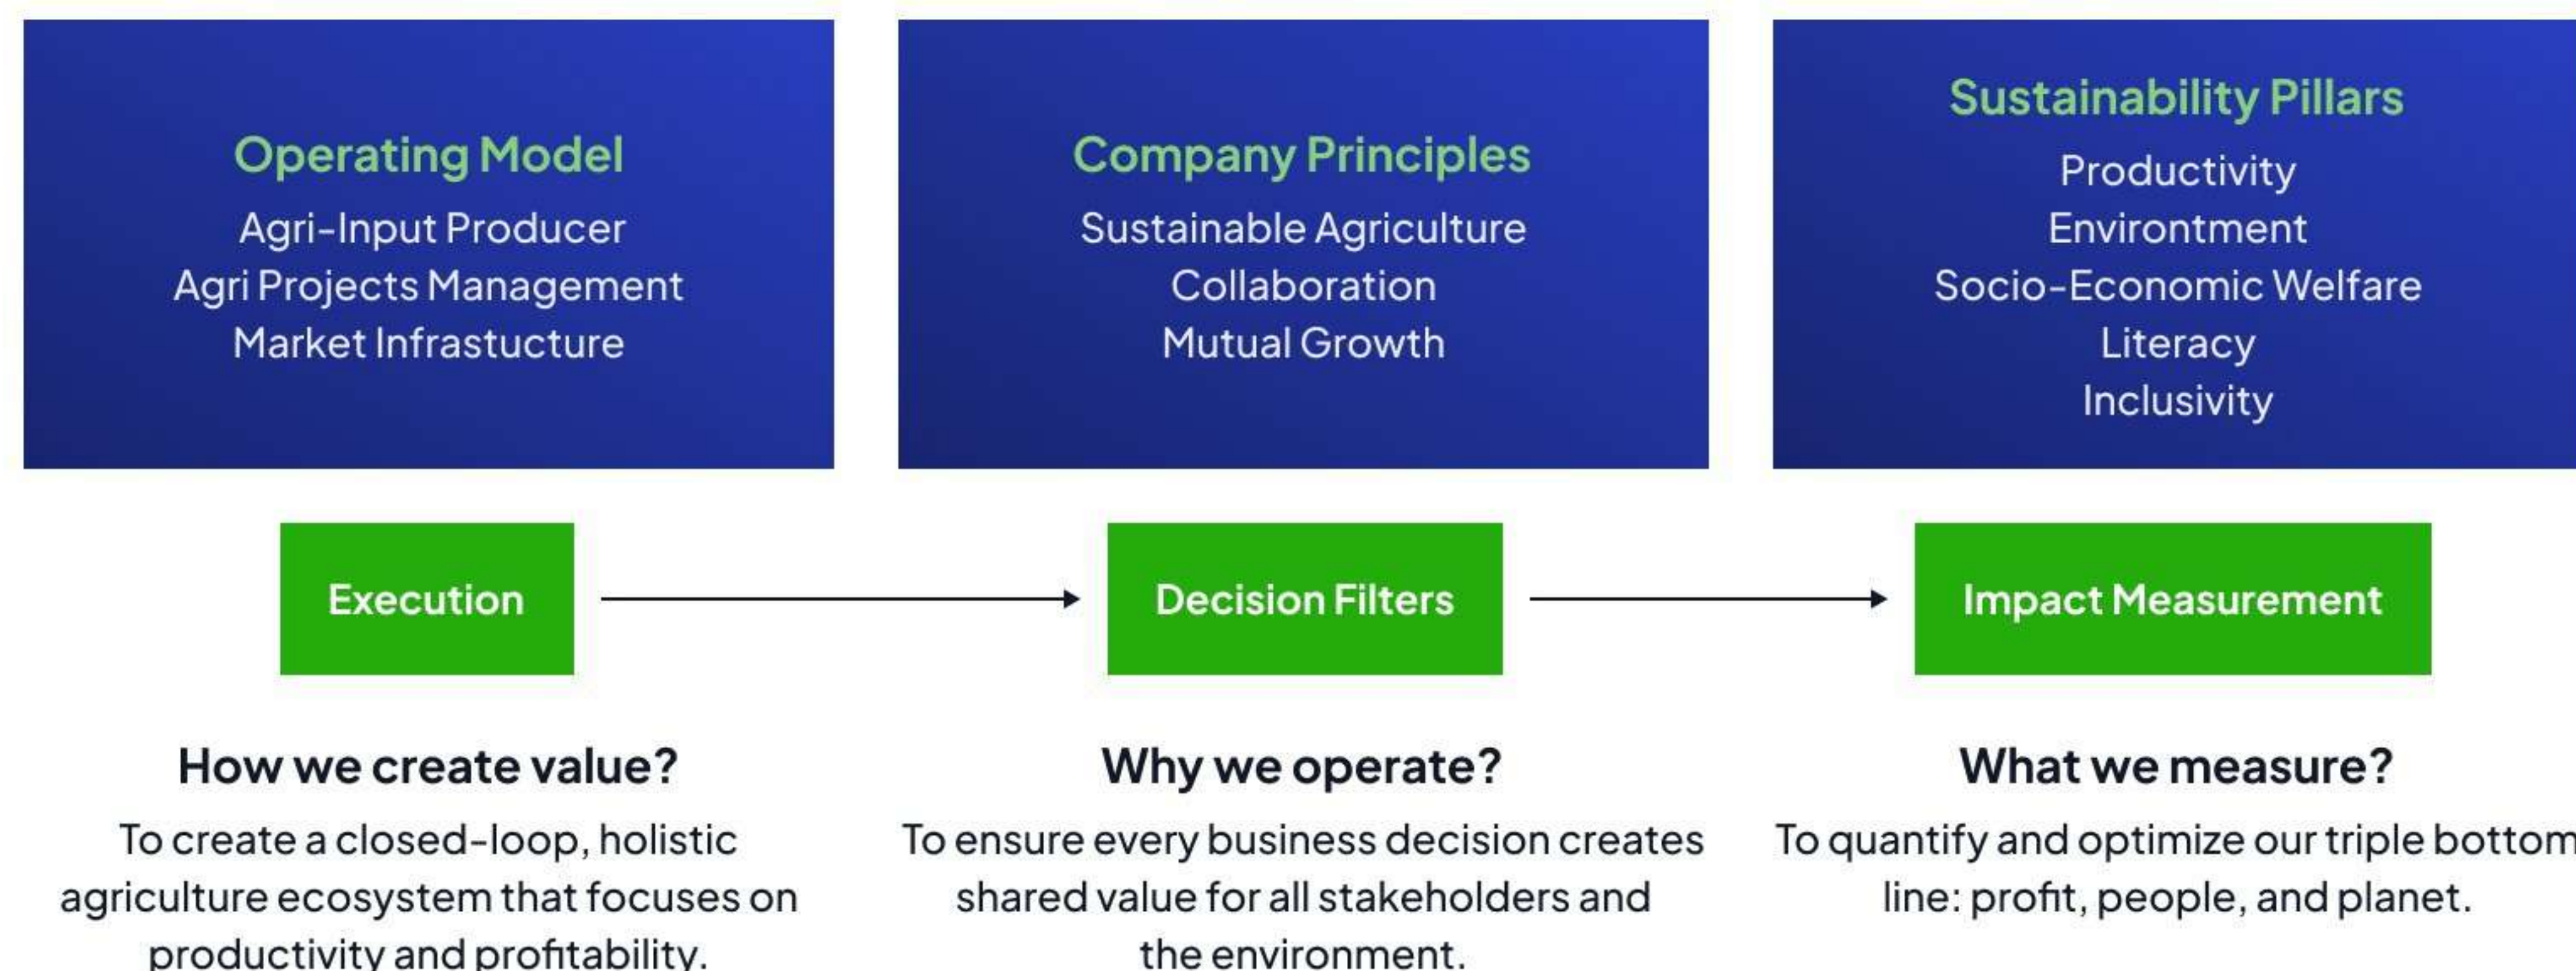 Operating Model
Agri-Input Producer
Agri Projects Management
Market Infrastucture
Company Principles
Sustainable Agriculture
Collaboration
Mutual Growth
Sustainability Pillars
Productivity
Environtment
Socio-Economic Welfare
Literacy
Inclusivity
Execution
Decision Filters
Impact Measurement
How we create value?
To create a closed-loop, holistic
agriculture ecosystem that focuses on
productivity and profitability.
Why we operate?
To ensure every business decision creates
shared value for all stakeholders and
the environment.
What we measure?
To quantify and optimize our triple bottom
line: profit, people, and planet.